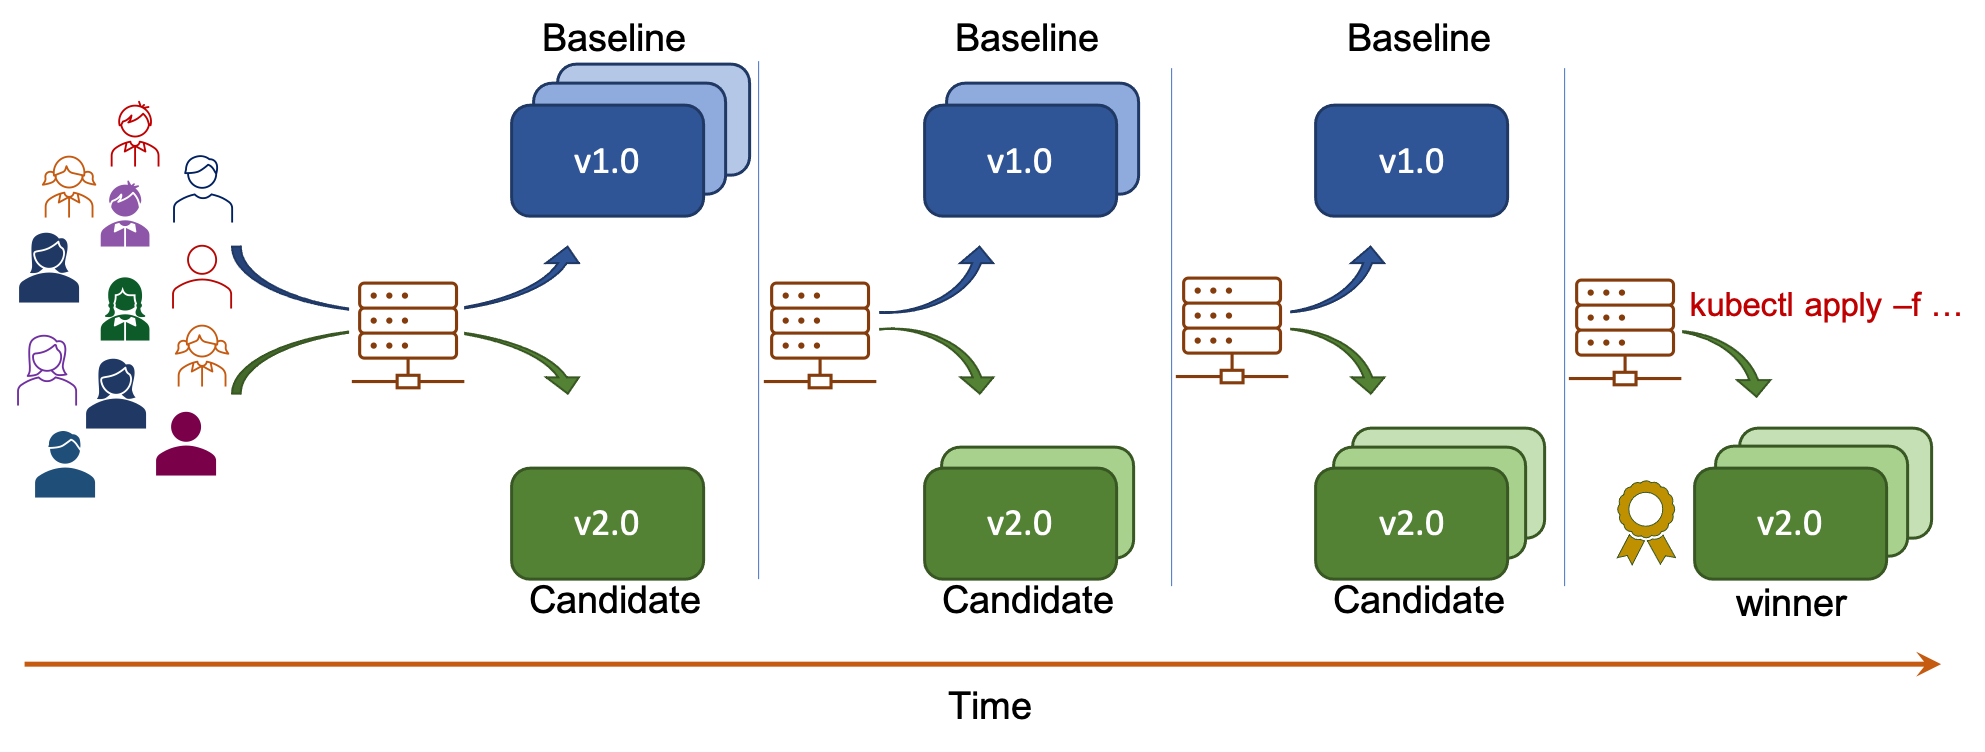 Baseline
Baseline
Baseline
v1.0
v1.0
v1.0
kubectl apply –f …
v2.0
v2.0
v2.0
v2.0
Candidate
Candidate
Candidate
winner
Time